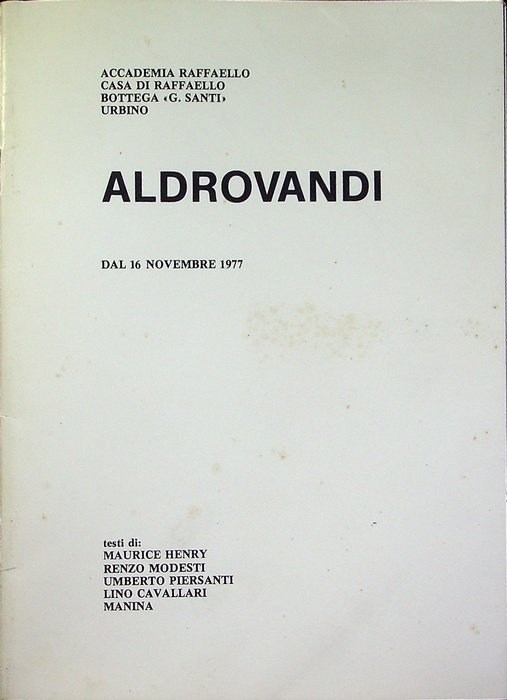 ACCADEMIA RAFFAELLO
CASA DI RAFFAELLO
BOTTEGA «G. SANTI»
URBINO
ALDROVANDI
DAL 16 NOVEMBRE 1977
testi di:
MAURICE HENRY
RENZO MODESTI
UMBERTO PIERSANTI
LINO CAVALLARI
MANINA